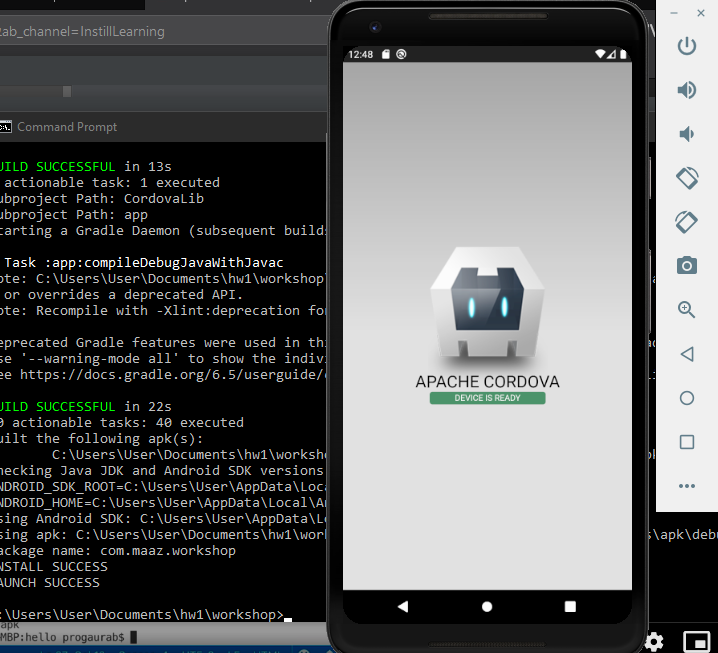 ab_channel=InstillLearning
Command Prompt
UILD SUCCESSFUL in 13s
actionable task: 1 executed
ubproject Path: CordovaLib
ubproject Path: app
tarting a Gradle Daemon (subsequent builds
Task :app:compileDebugJavaWithJavac
ote: C:\Users\User\Documents\hw1\workshop
or overrides a deprecated API.
ote: Recompile with -Xlint:deprecation fo
eprecated Gradle features were used in thi
se '--warning-mode all' to show the indivi
ee https://docs.gradle.org/6.5/userguide/
UILD SUCCESSFUL in 22s
0 actionable tasks: 40 executed
uilt the following apk(s):
C:\Users\User\Documents\hw1\worksh
hecking Java JDK and Android SDK versions
NDROID_SDK_ROOT=C:\Users\User\AppData\Loca
NDROID_HOME=C:\Users\User\AppData\Local\An
sing Android SDK: C:\Users\User\AppData\L
sing apk: C:\Users\User\Documents\hw1\work
s\apk\debu
ackage name: com.maaz.workshop
NSTALL SUCCESS
AUNCH SUCCESS
:\Users\User\Documents\hw1\workshop>
apk
MBP:hello progaurab$
12:48
APACHE CORDOVA
DEVICE IS READY